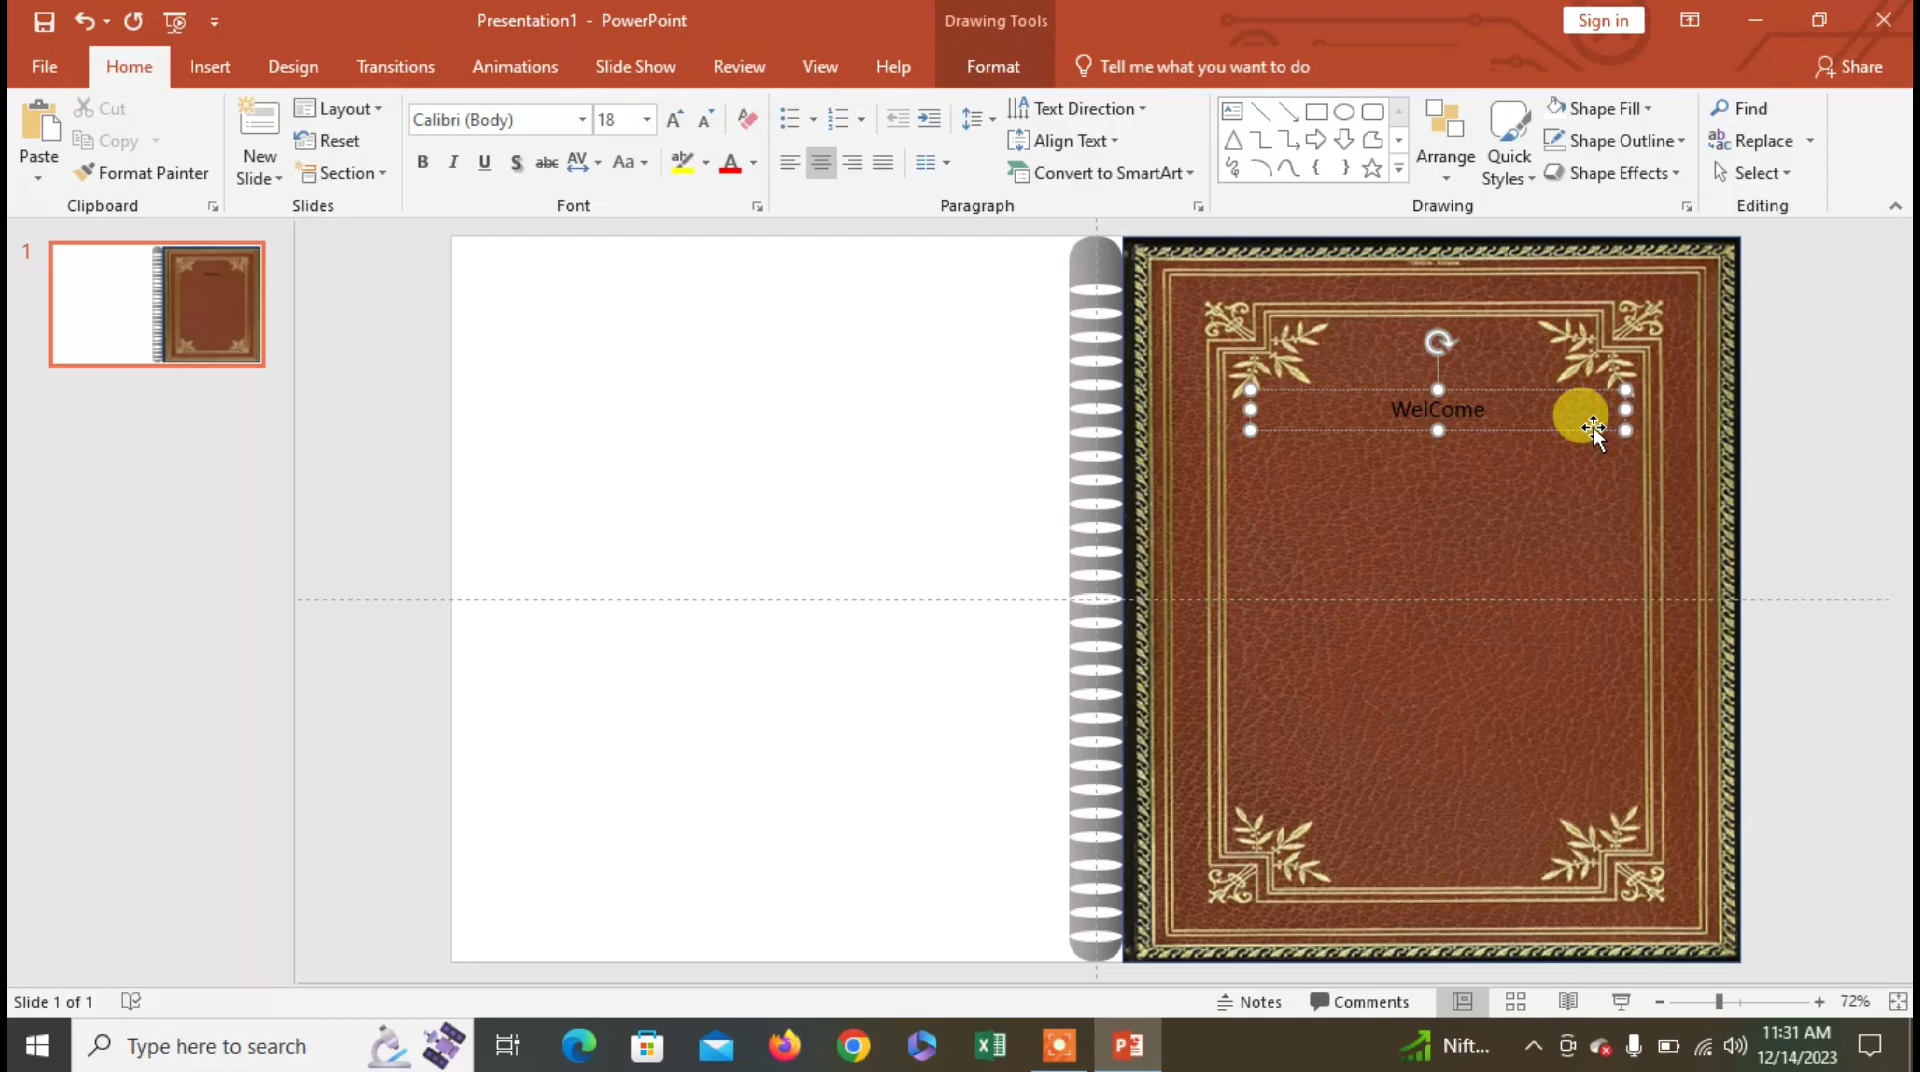 Presentation1 - PowerPoint
Drawing Tools
Sign in
File
Home
Insert
Design
Transitions
Animations
Slide Show
Review
View
Help
Format
Tell me what you want to do
Share
Paste
Cut
Copy
Format Painter
Clipboard
New Slide
Layout
Reset
Section
Slides
Calibri (Body)
18
B I U S abc AV Aa
A
Font
Text Direction
Align Text
Convert to SmartArt
Paragraph
Arrange
Quick Styles
Shape Fill
Shape Outline
Shape Effects
Drawing
Find
Replace
Select
Editing
1
WelCome
Slide 1 of 1
Notes
Comments
72%
Type here to search
Nift...
11:31 AM
12/14/2023